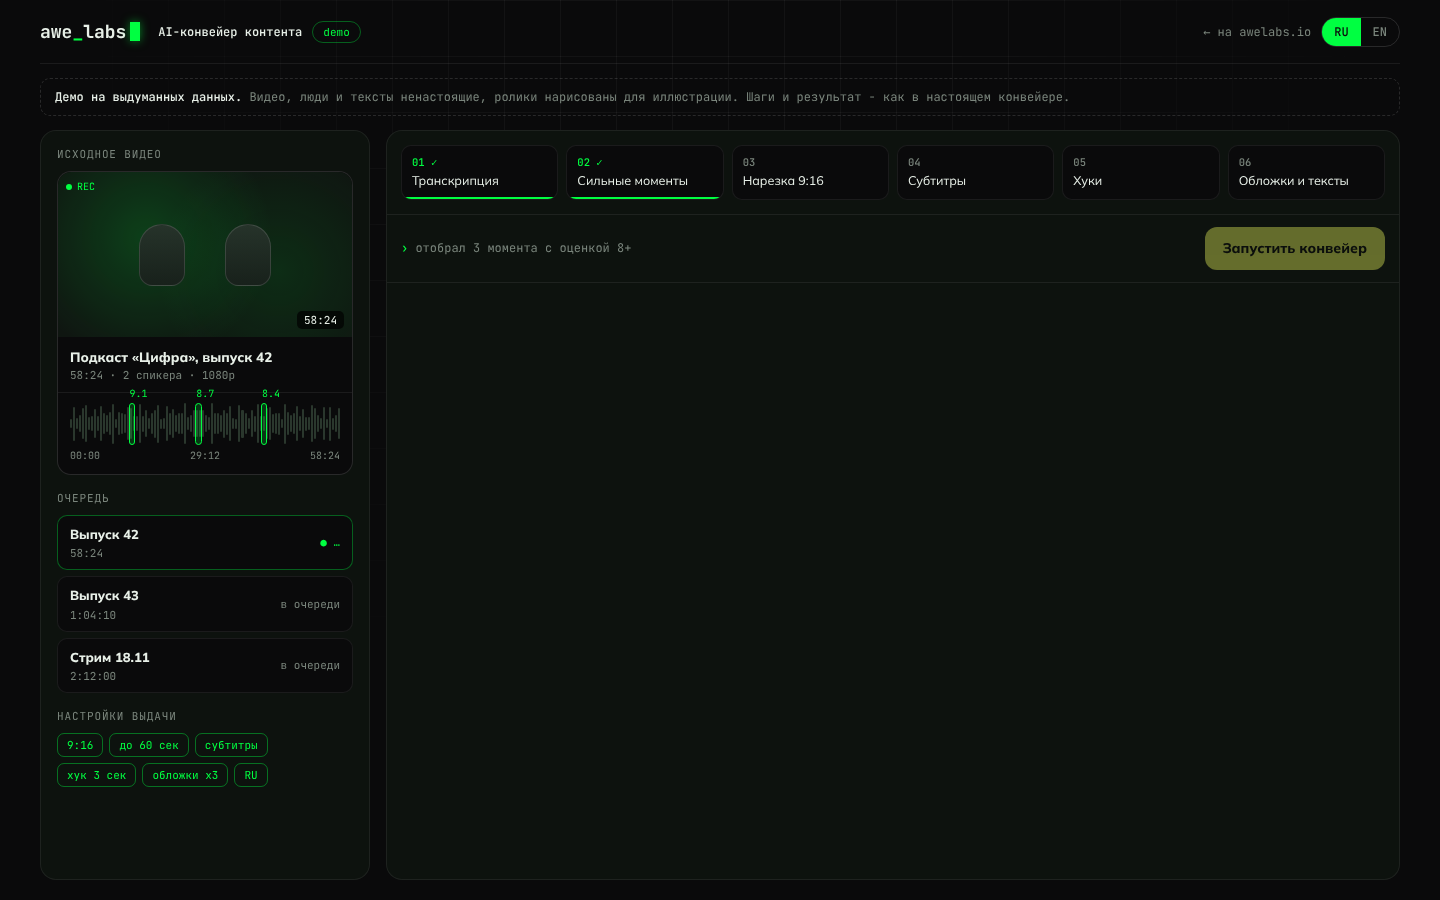 awe_labs
AI-конвейер контента
demo
← на awelabs.io
RU
EN
Демо на выдуманных данных. Видео, люди и тексты ненастоящие, ролики нарисованы для иллюстрации. Шаги и результат - как в настоящем конвейере.
ИСХОДНОЕ ВИДЕО
REC
58:24
Подкаст «Цифра», выпуск 42
58:24 · 2 спикера · 1080p
9.1 8.7 8.4
00:00 29:12 58:24
ОЧЕРЕДЬ
Выпуск 42
58:24
…
Выпуск 43
1:04:10
в очереди
Стрим 18.11
2:12:00
в очереди
НАСТРОЙКИ ВЫДАЧИ
9:16 до 60 сек субтитры
хук 3 сек обложки x3 RU
01 ✓
Транскрипция
02 ✓
Сильные моменты
03
Нарезка 9:16
04
Субтитры
05
Хуки
06
Обложки и тексты
› отобрал 3 момента с оценкой 8+
Запустить конвейер